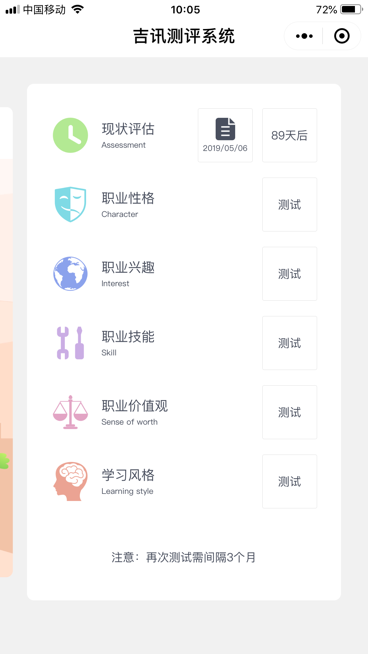 中国移动
10:05
72%
吉讯测评系统
现状评估
Assessment
2019/05/06
89天后
职业性格
Character
测试
职业兴趣
Interest
测试
职业技能
Skill
测试
职业价值观
Sense of worth
测试
学习风格
Learning style
测试
注意：再次测试需间隔3个月